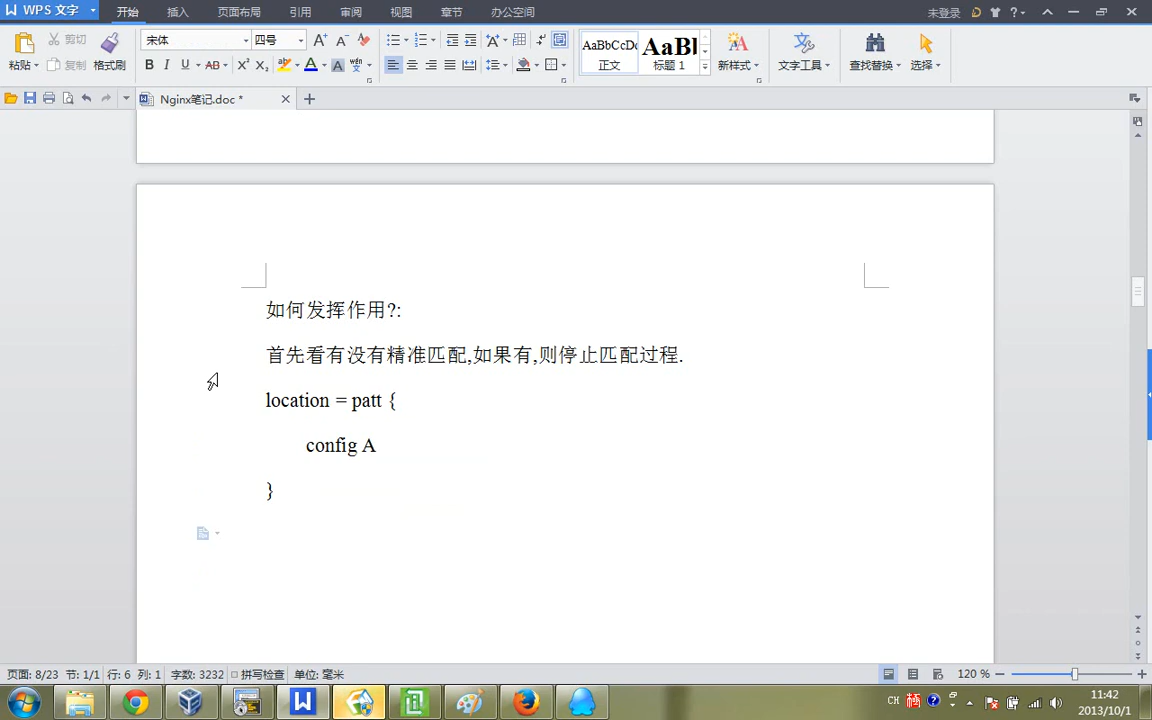 WPS 文字
开始 插入 页面布局 引用 审阅 视图 章节 办公空间
未登录
粘贴 剪切 复制 格式刷
宋体 四号
B I U AB X² X₂ A A
AaBbCcDc AaBl
正文 标题 1
新样式 文字工具 查找替换 选择
Nginx笔记.doc *
如何发挥作用?:
首先看有没有精准匹配,如果有,则停止匹配过程.
location = patt {
config A
}
页面: 8/23 节: 1/1 行: 6 列: 1 字数: 3232 拼写检查 单位: 毫米
120 %
CH
11:42
2013/10/1